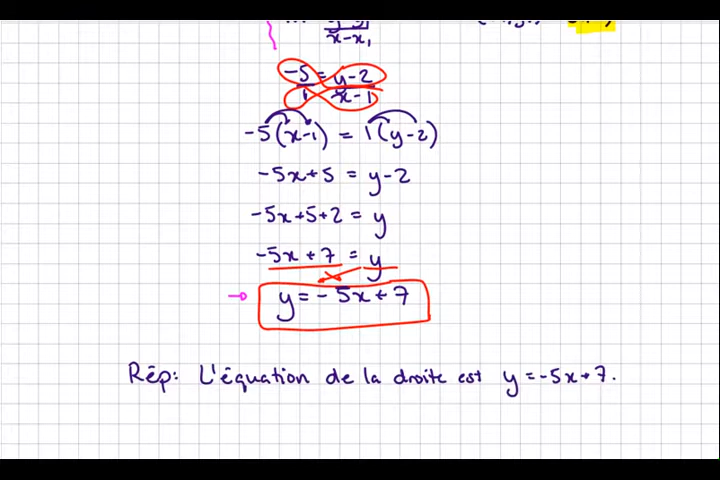 x-x₁
-5 = y-2
1 x-1
-5(x-1) = 1(y-2)
-5x+5 = y-2
-5x+5+2 = y
-5x+7 = y
y=-5x+7
Rép: L'équation de la droite est y=-5x+7.